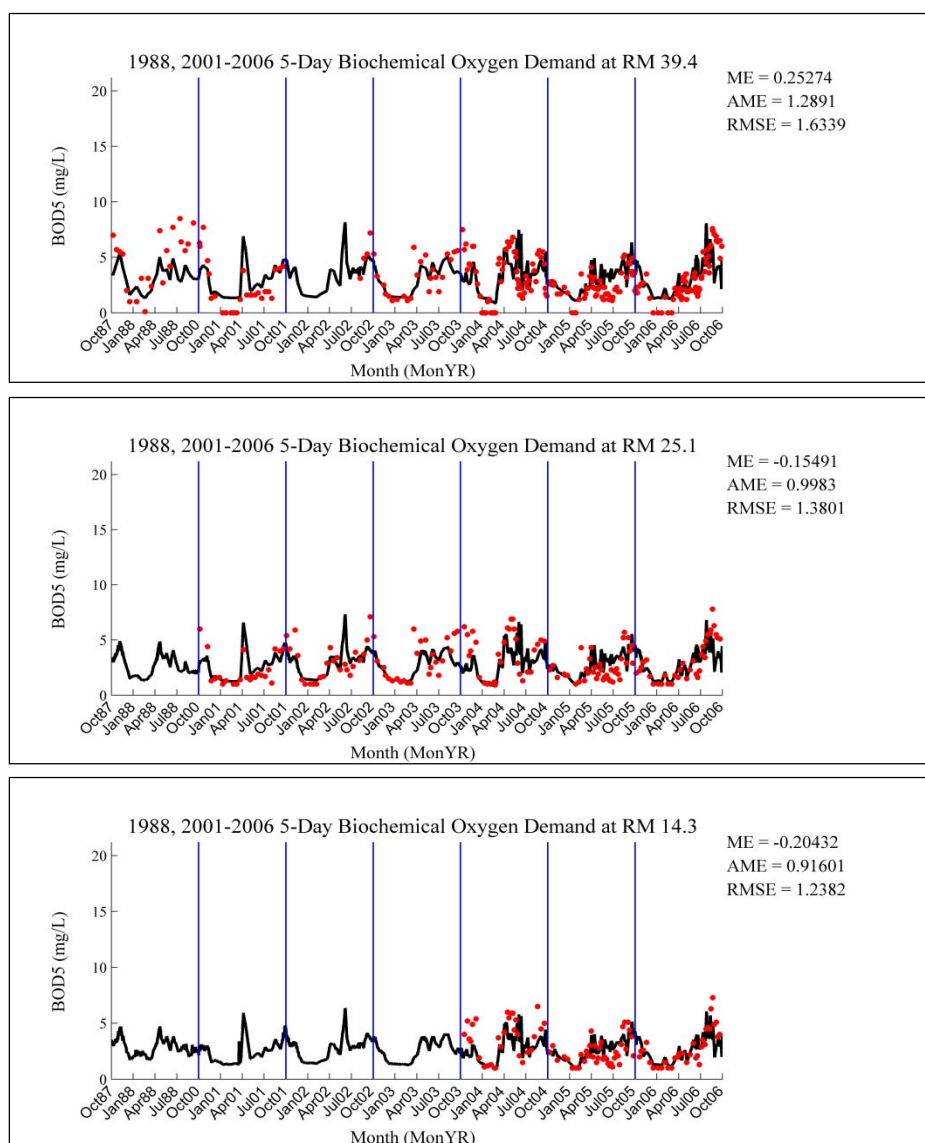 1988, 2001-2006 5-Day Biochemical Oxygen Demand at RM 39.4
ME = 0.25274
AME = 1.2891
RMSE = 1.6339
BOD5 (mg/L)
20
15
10
5
0
Oct87 Jan88 Apr88 Jul88 Oct00 Jan01 Apr01 Jul01 Oct01 Jan02 Apr02 Jul02 Oct02 Jan03 Apr03 Jul03 Oct03 Jan04 Apr04 Jul04 Oct04 Jan05 Apr05 Jul05 Oct05 Jan06 Apr06 Jul06 Oct06
Month (MonYR)
1988, 2001-2006 5-Day Biochemical Oxygen Demand at RM 25.1
ME = -0.15491
AME = 0.9983
RMSE = 1.3801
BOD5 (mg/L)
20
15
10
5
0
Oct87 Jan88 Apr88 Jul88 Oct00 Jan01 Apr01 Jul01 Oct01 Jan02 Apr02 Jul02 Oct02 Jan03 Apr03 Jul03 Oct03 Jan04 Apr04 Jul04 Oct04 Jan05 Apr05 Jul05 Oct05 Jan06 Apr06 Jul06 Oct06
Month (MonYR)
1988, 2001-2006 5-Day Biochemical Oxygen Demand at RM 14.3
ME = -0.20432
AME = 0.91601
RMSE = 1.2382
BOD5 (mg/L)
20
15
10
5
0
Oct87 Jan88 Apr88 Jul88 Oct00 Jan01 Apr01 Jul01 Oct01 Jan02 Apr02 Jul02 Oct02 Jan03 Apr03 Jul03 Oct03 Jan04 Apr04 Jul04 Oct04 Jan05 Apr05 Jul05 Oct05 Jan06 Apr06 Jul06 Oct06
Month (MonYR)